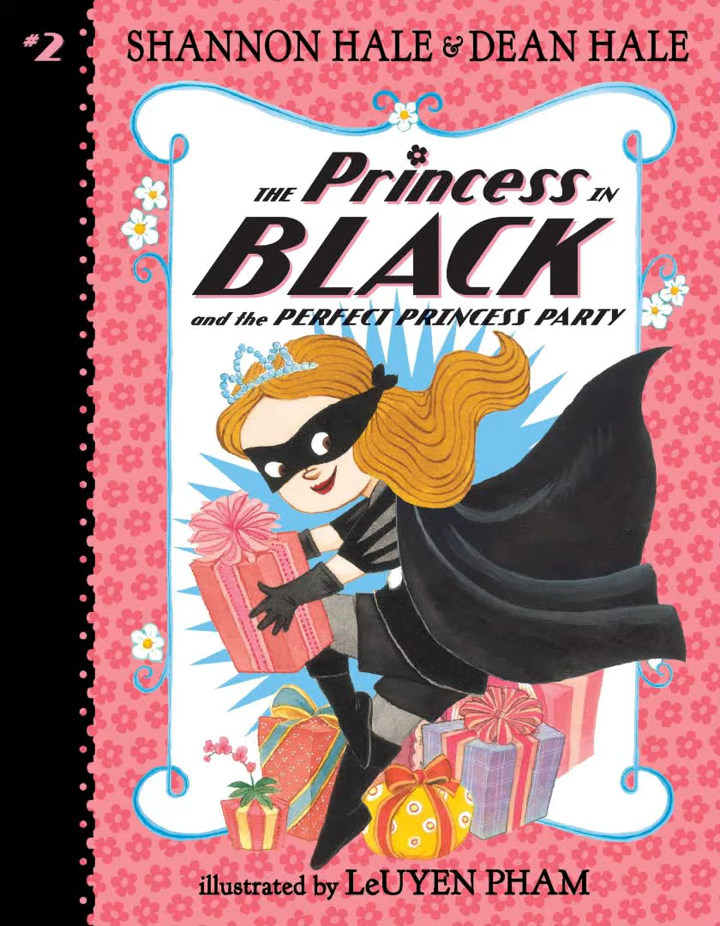 #2
SHANNON HALE & DEAN HALE
THE Princess IN
BLACK
and the PERFECT PRINCESS PARTY
illustrated by LeUYEN PHAM